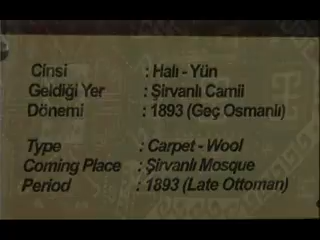 Cinsi : Halı - Yün
Geldiği Yer : Şirvanlı Camii
Dönemi : 1893 (Geç Osmanlı)
Type : Carpet - Wool
Coming Place : Şirvanlı Mosque
Period : 1893 (Late Ottoman)